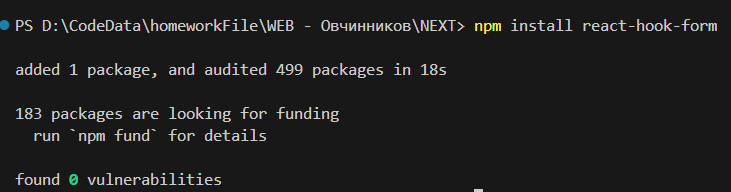 PS D:\CodeData\homeworkFile\WEB - Овчинников\NEXT> npm install react-hook-form
added 1 package, and audited 499 packages in 18s
183 packages are looking for funding
  run `npm fund` for details
found 0 vulnerabilities